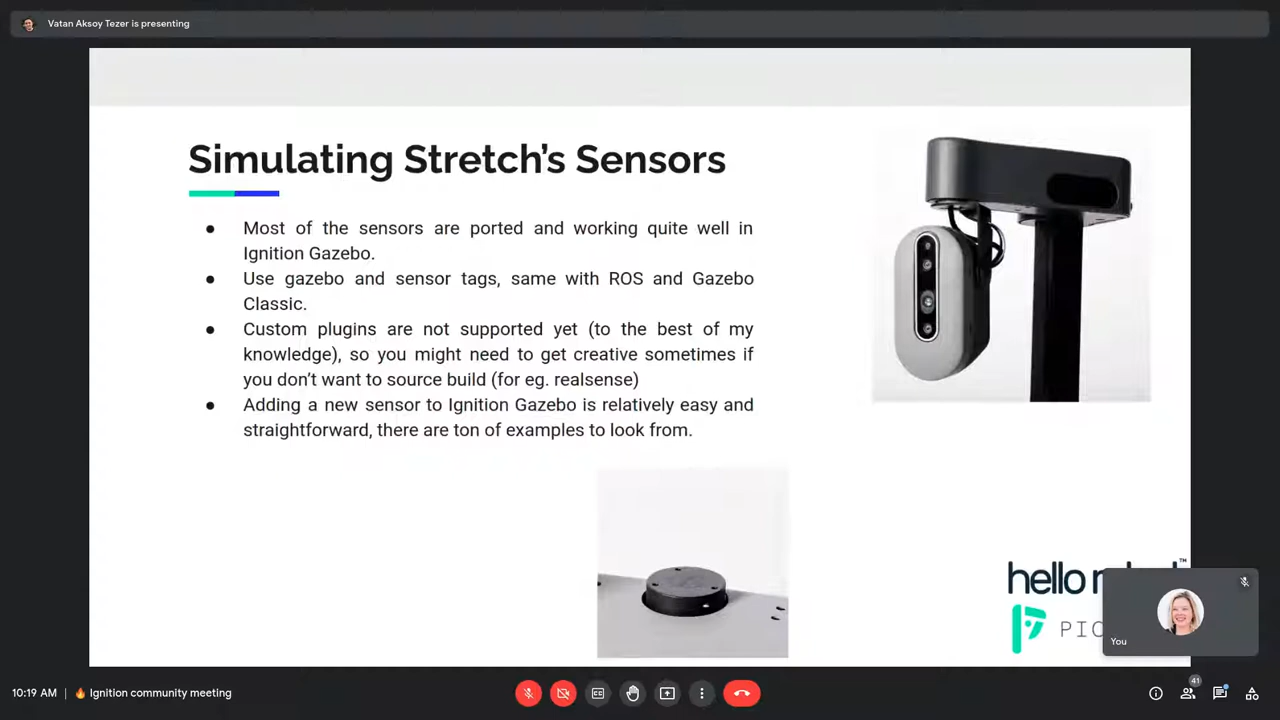 Vatan Aksoy Tezer is presenting
Simulating Stretch's Sensors
● Most of the sensors are ported and working quite well in
Ignition Gazebo.
● Use gazebo and sensor tags, same with ROS and Gazebo
Classic.
● Custom plugins are not supported yet (to the best of my
knowledge), so you might need to get creative sometimes if
you don't want to source build (for eg. realsense)
● Adding a new sensor to Ignition Gazebo is relatively easy and
straightforward, there are ton of examples to look from.
hello
™
You
10:19 AM | 🔥 Ignition community meeting
41